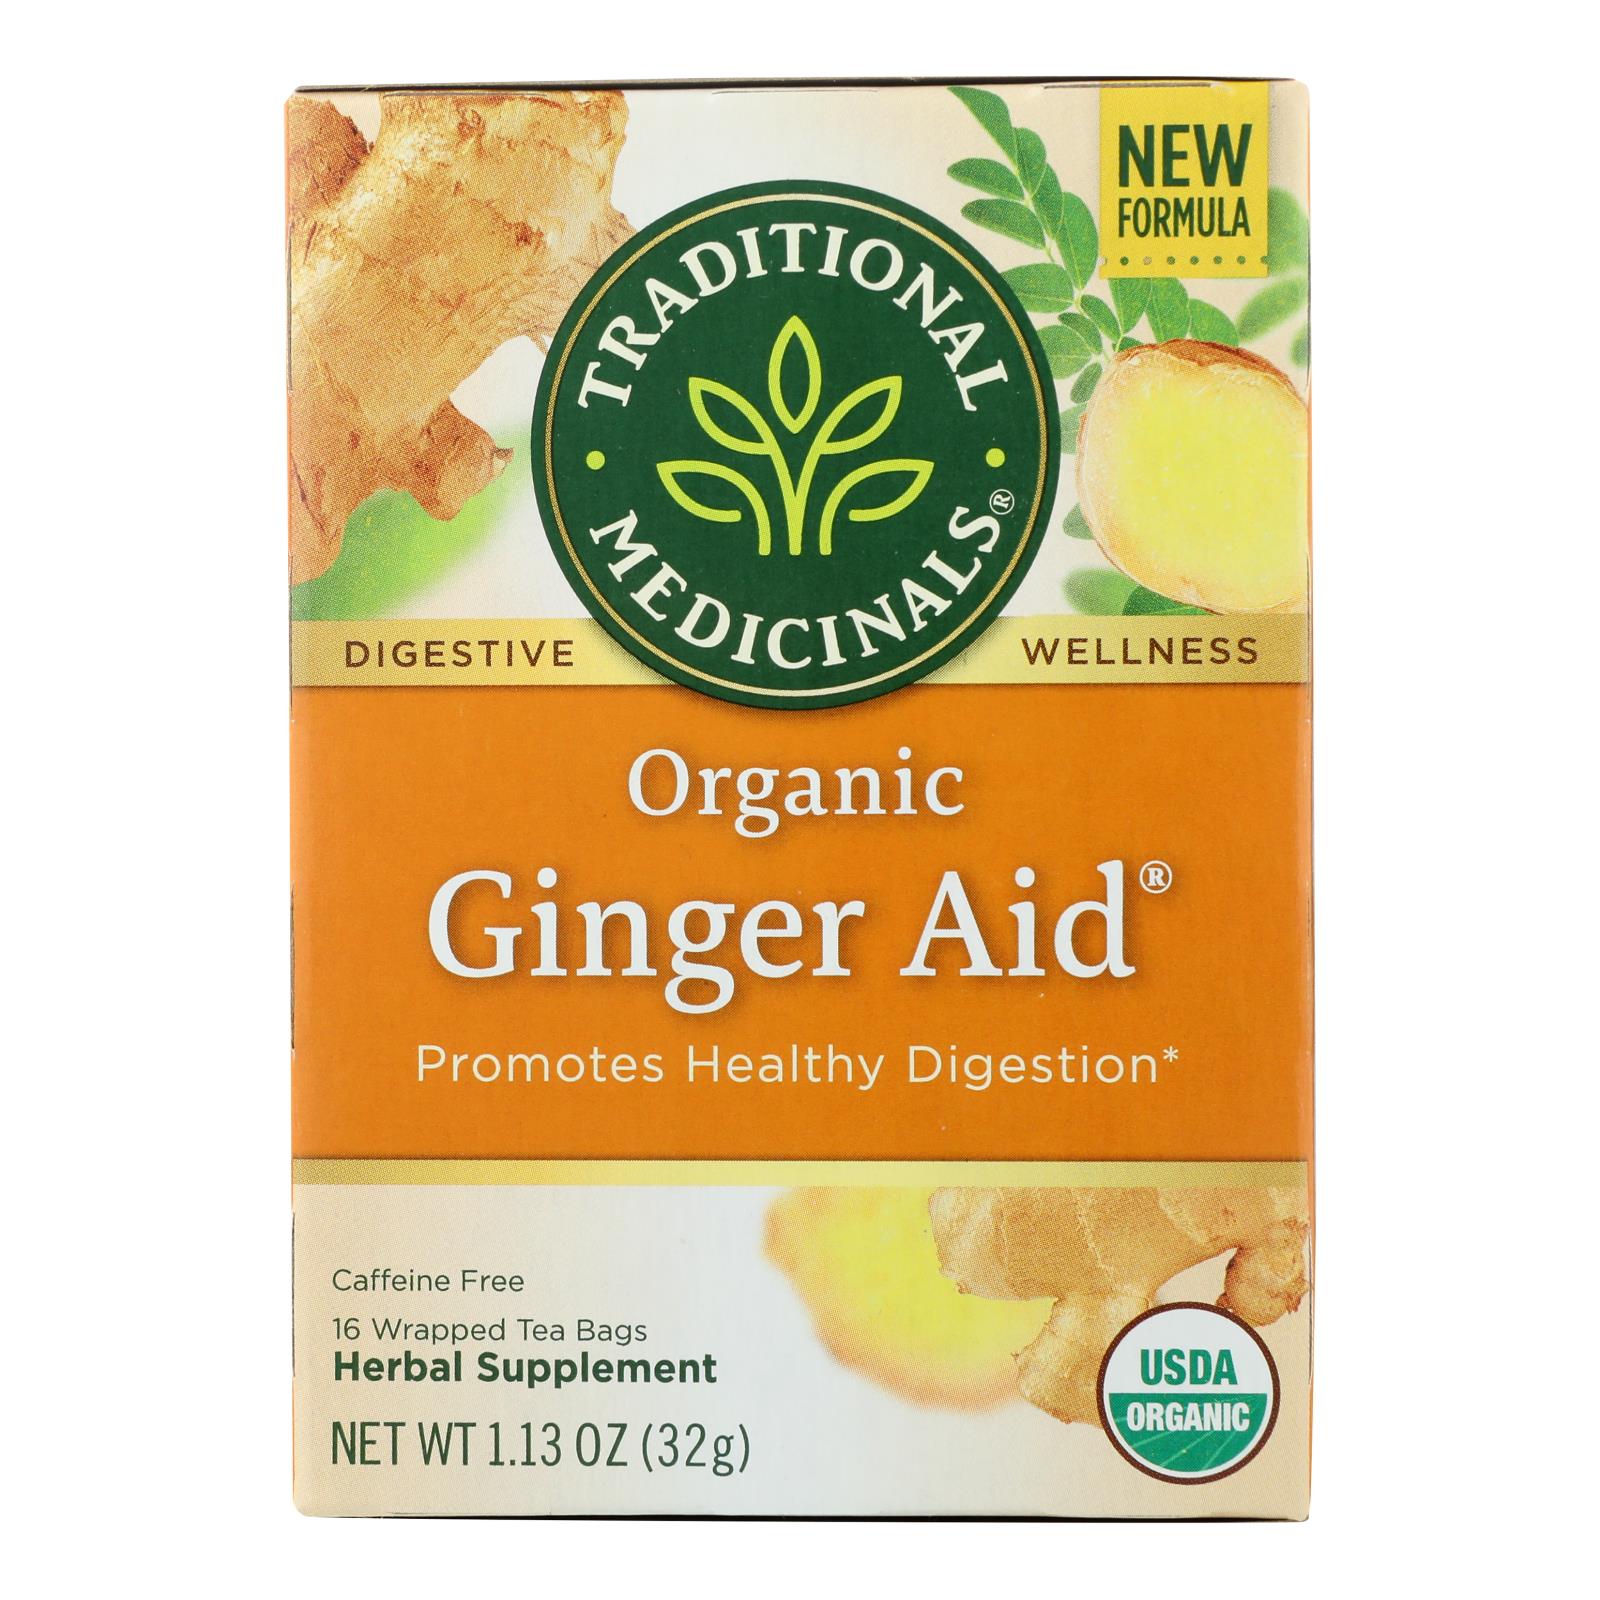 NEW
FORMULA
TRADITIONAL
MEDICINALS®
DIGESTIVE WELLNESS
Organic
Ginger Aid®
Promotes Healthy Digestion*
Caffeine Free
16 Wrapped Tea Bags
Herbal Supplement
NET WT 1.13 OZ (32g)
USDA
ORGANIC